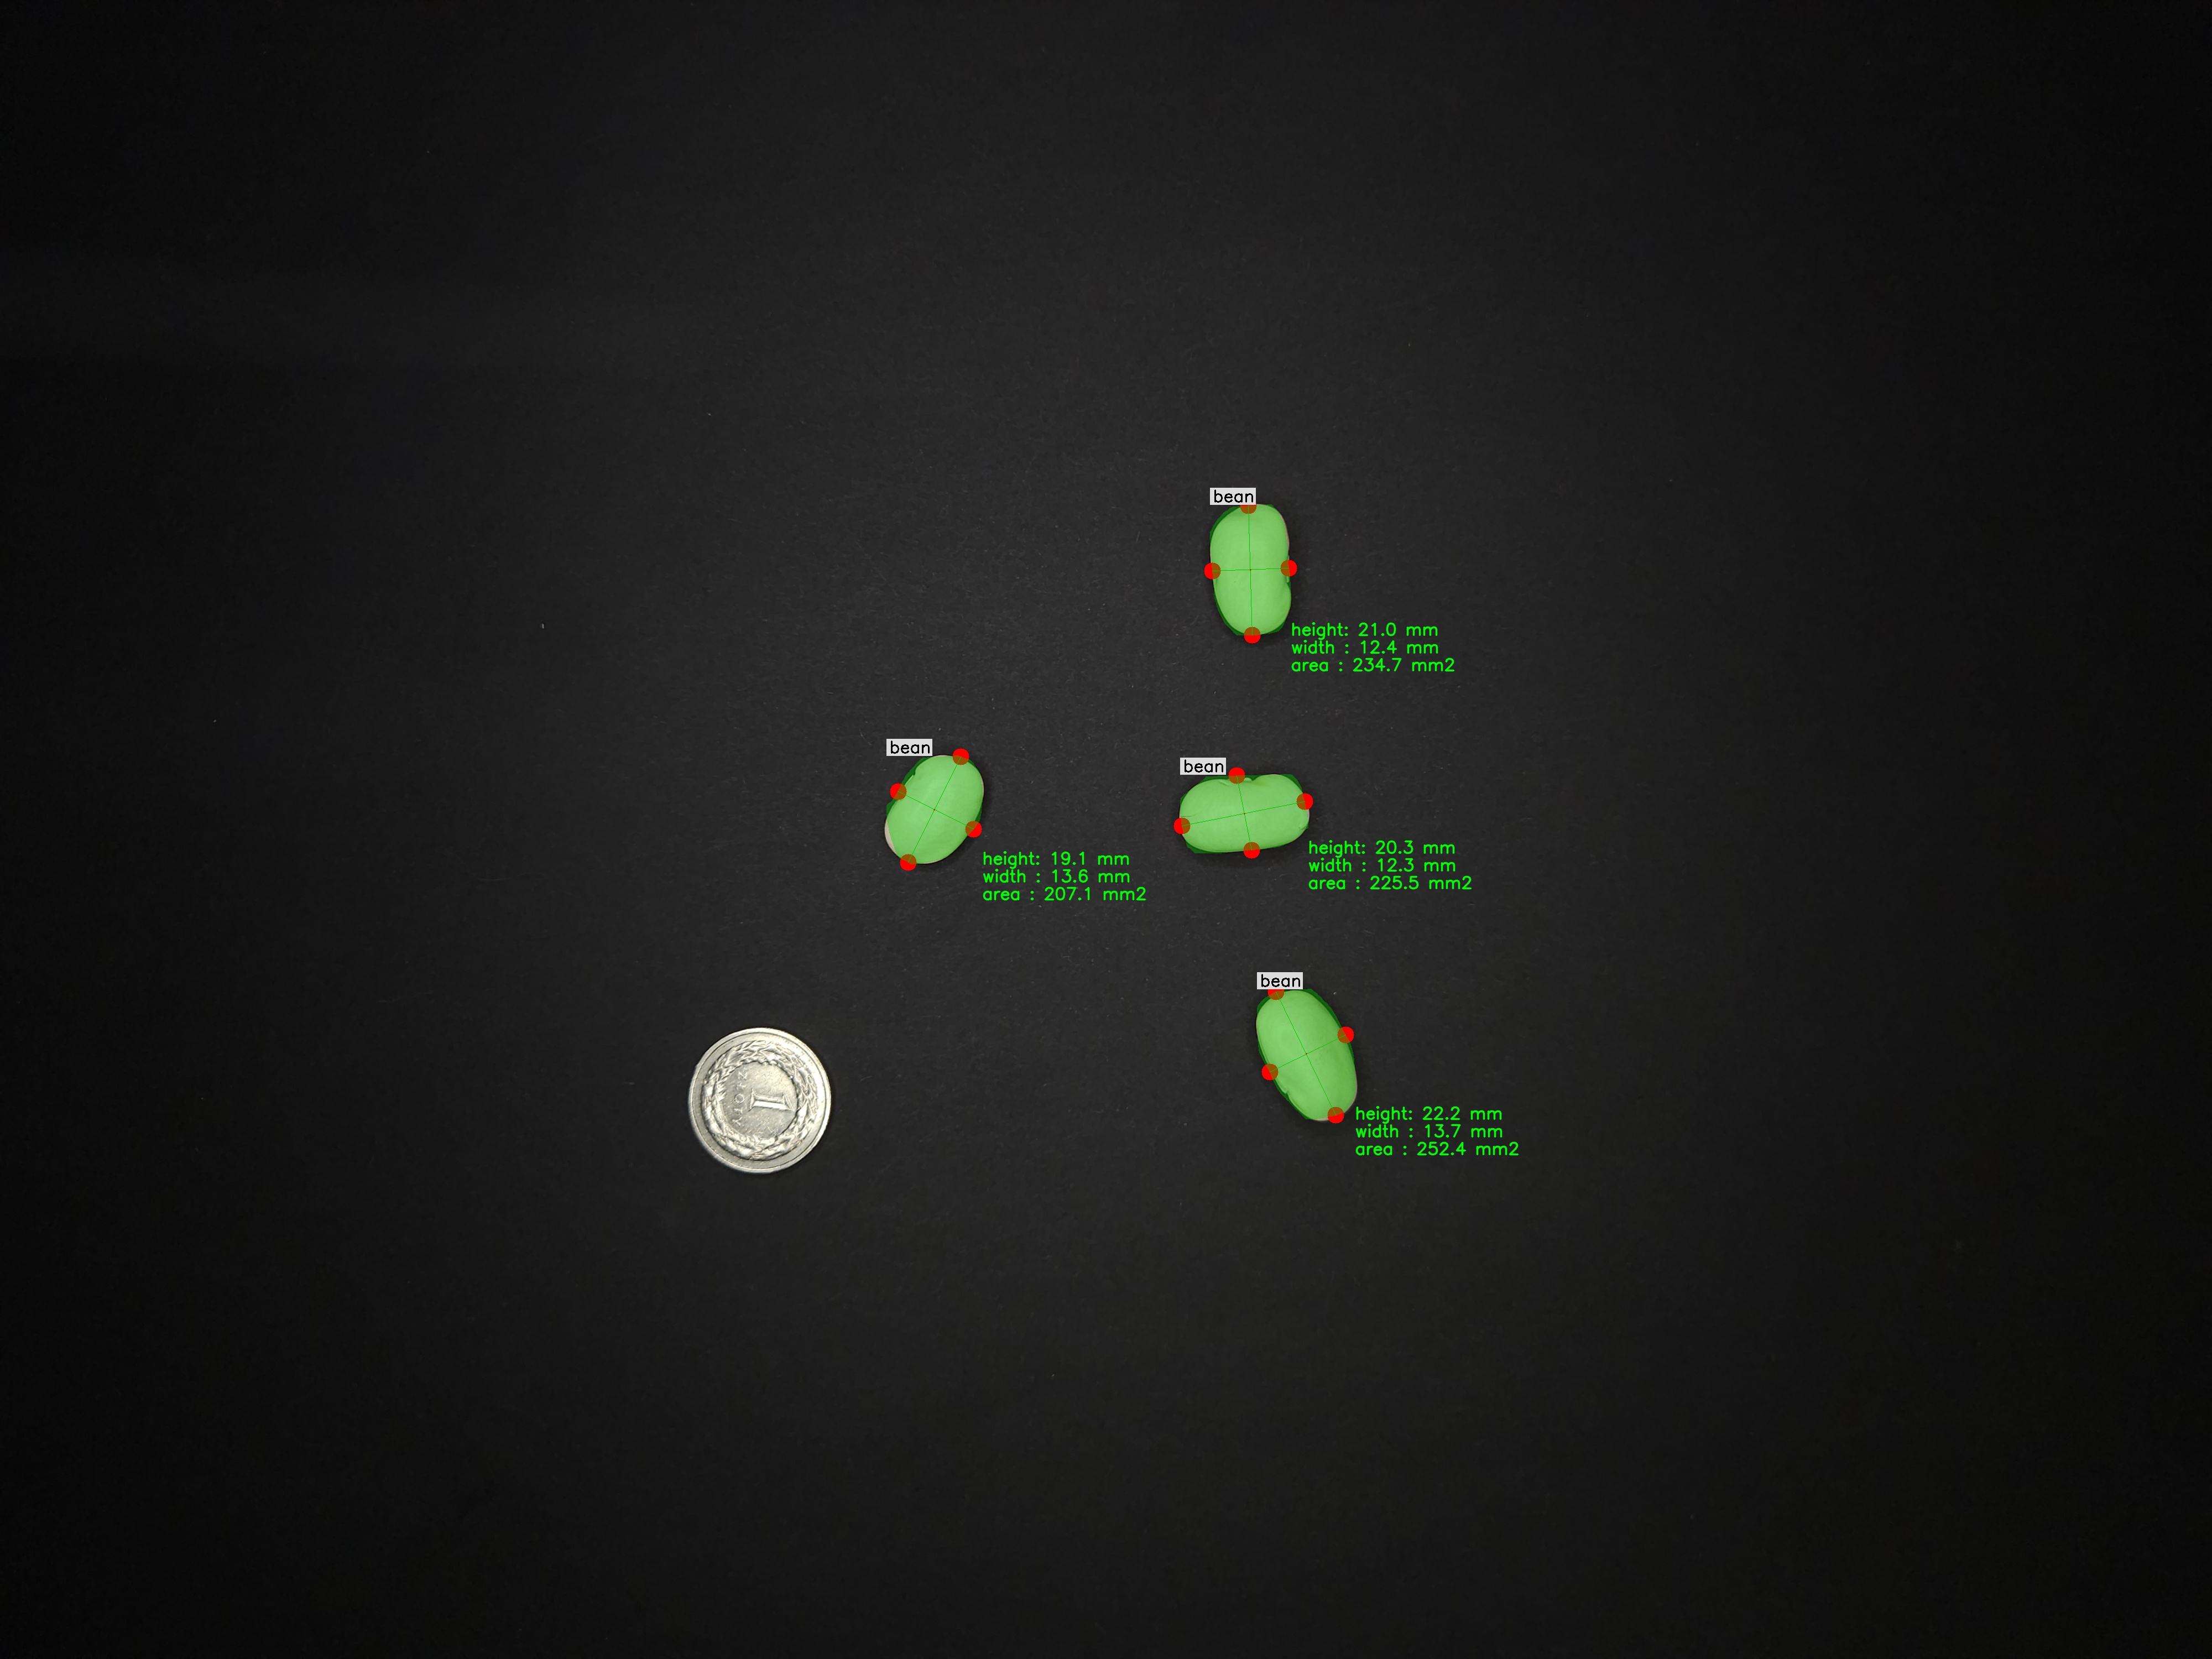 bean
height: 21.0 mm
width : 12.4 mm
area : 234.7 mm2
bean
height: 19.1 mm
width : 13.6 mm
area : 207.1 mm2
bean
height: 20.3 mm
width : 12.3 mm
area : 225.5 mm2
bean
height: 22.2 mm
width : 13.7 mm
area : 252.4 mm2
1
ZŁOTY